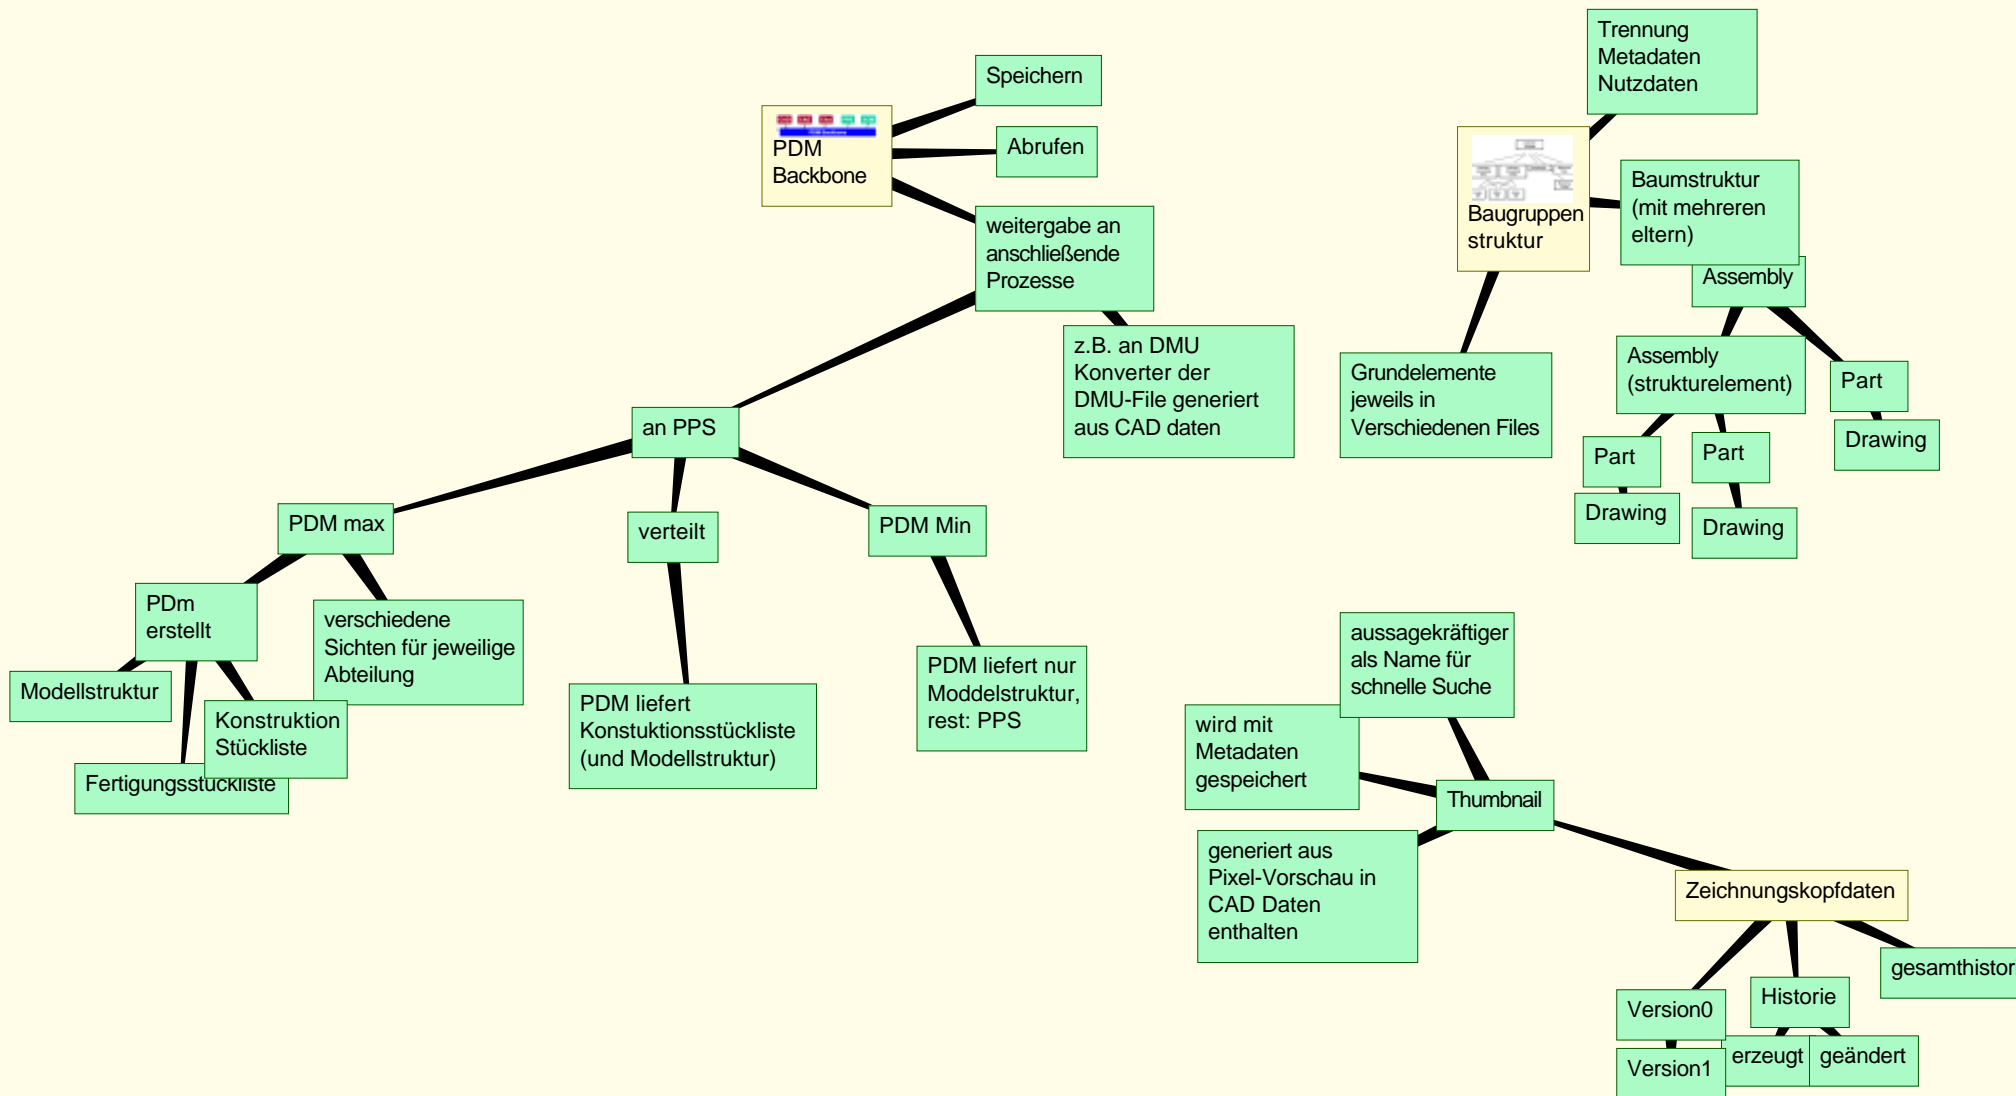 Speichern
PDM
Backbone
Abrufen
weitergabe an
anschließende
Prozesse
z.B. an DMU
Konverter der
DMU-File generiert
aus CAD daten
an PPS
PDM max
verteilt
PDM Min
PDm
erstellt
verschiedene
Sichten für jeweilige
Abteilung
Modellstruktur
Konstruktion
Stückliste
Fertigungsstückliste
PDM liefert
Konstuktionsstückliste
(und Modellstruktur)
PDM liefert nur
Moddelstruktur,
rest: PPS
Trennung
Metadaten
Nutzdaten
Baugruppen
struktur
Baumstruktur
(mit mehreren
eltern)
Assembly
Assembly
(strukturelement)
Part
Drawing
Part
Drawing
Part
Drawing
Grundelemente
jeweils in
Verschiedenen Files
aussagekräftiger
als Name für
schnelle Suche
wird mit
Metadaten
gespeichert
Thumbnail
generiert aus
Pixel-Vorschau in
CAD Daten
enthalten
Zeichnungskopfdaten
gesamthistor
Version0
Historie
Version1
erzeugt
geändert